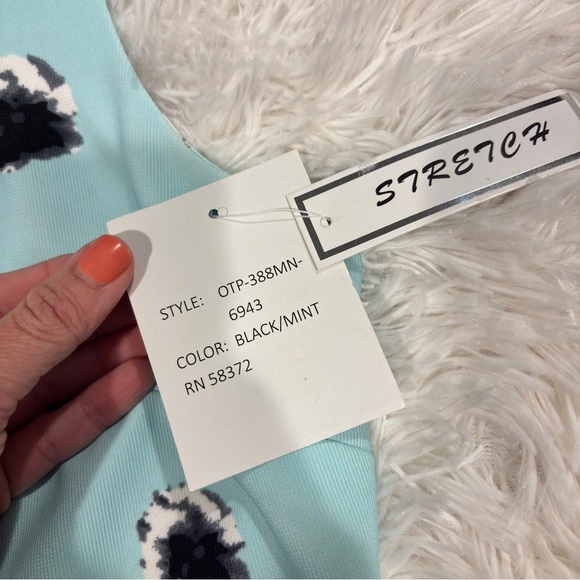 STRETCH
STYLE: OTP-388MN-
6943
COLOR: BLACK/MINT
RN 58372